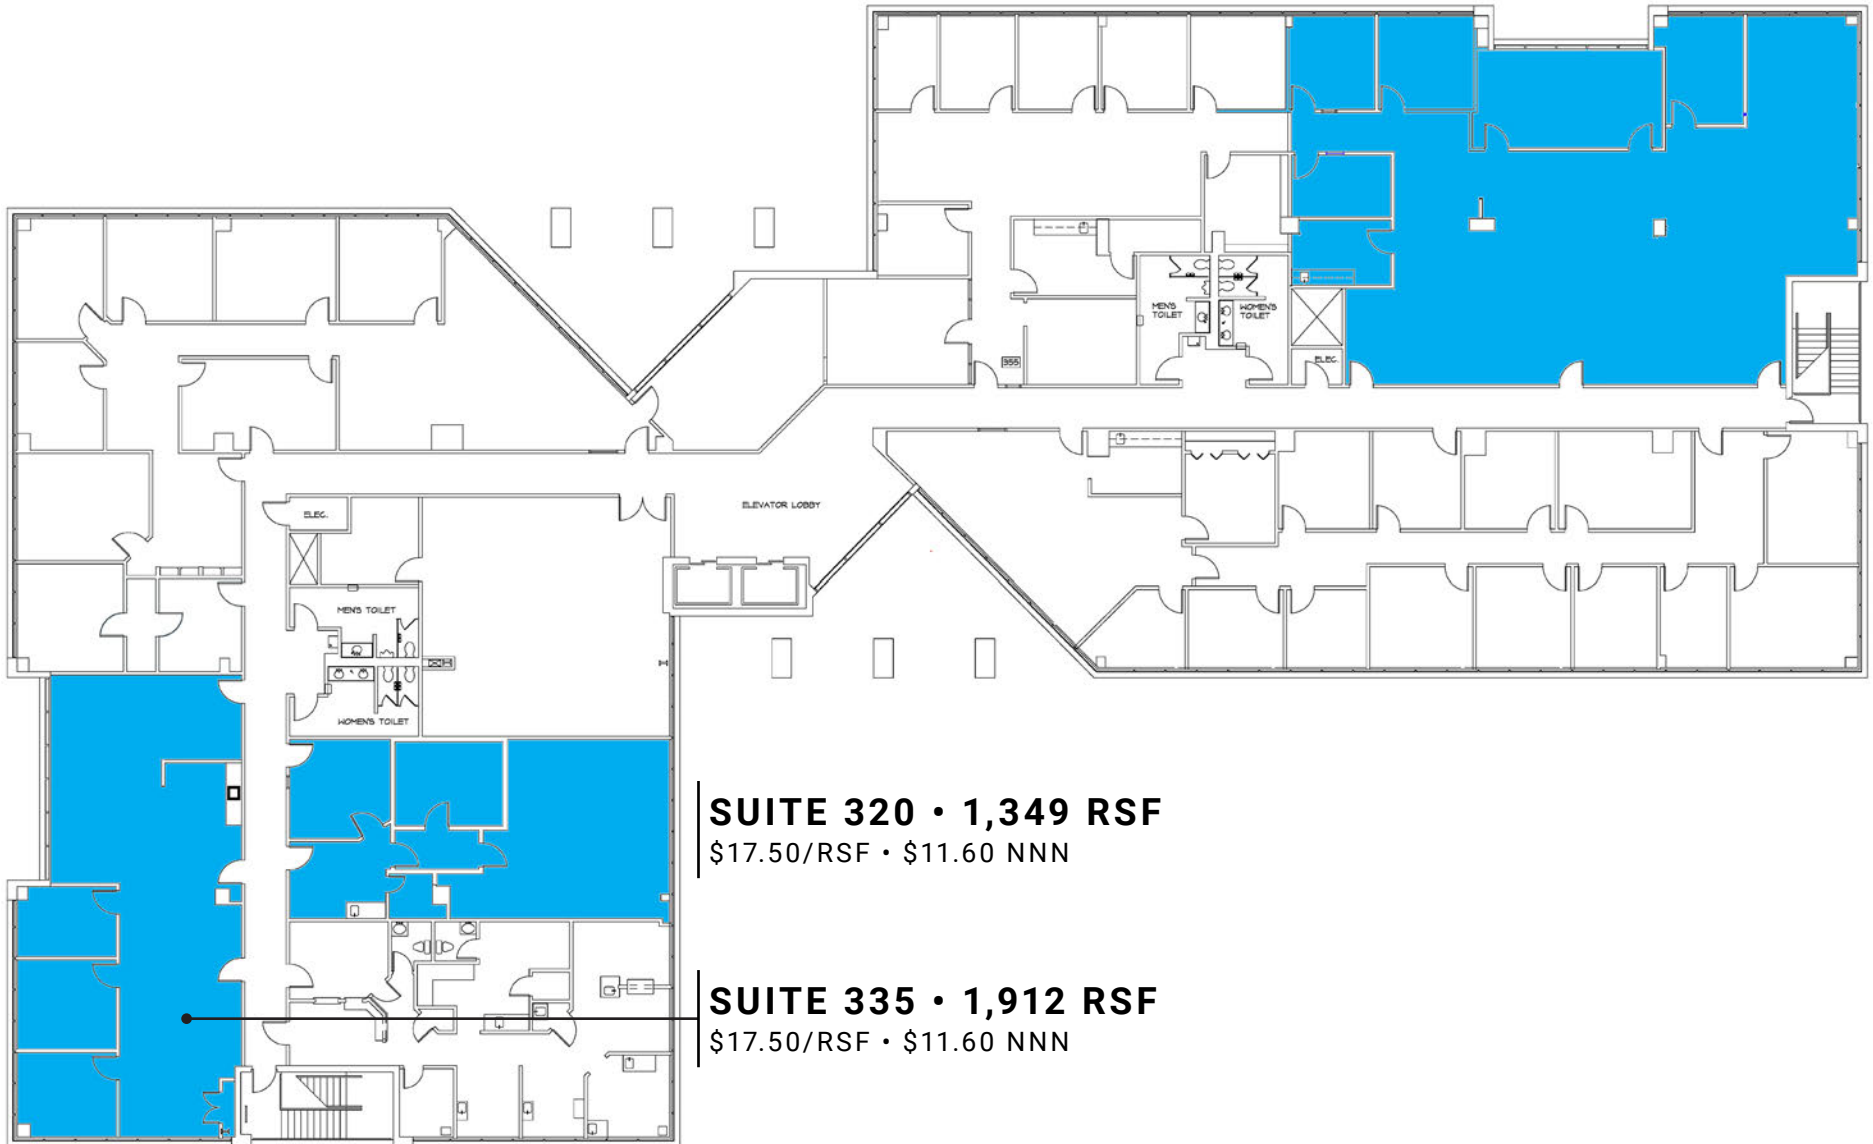 MEN'S
TOILET
WOMEN'S
TOILET
355
ELEC.
ELEVATOR LOBBY
ELEC.
MEN'S TOILET
WOMEN'S TOILET
SUITE 320 • 1,349 RSF
$17.50/RSF • $11.60 NNN
SUITE 335 • 1,912 RSF
$17.50/RSF • $11.60 NNN